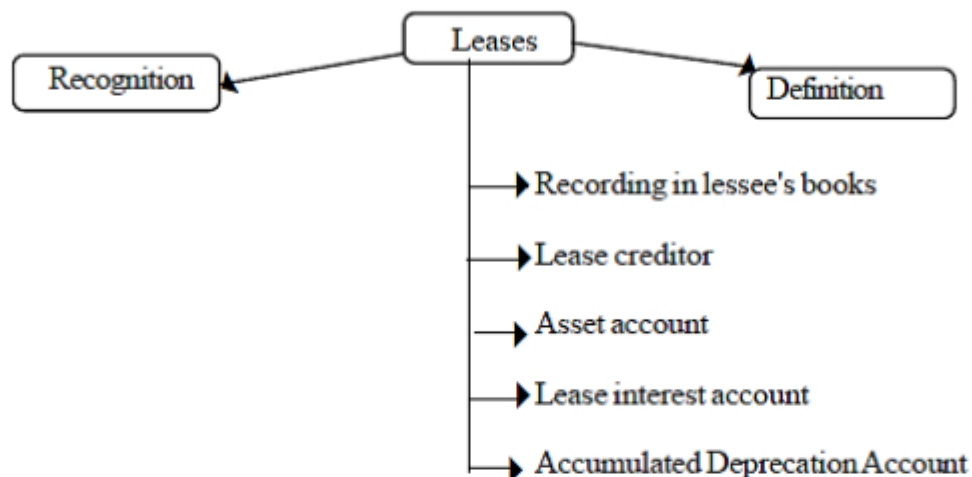 Leases
Recognition
Definition
Recording in lessee's books
Lease creditor
Asset account
Lease interest account
Accumulated Deprecation Account